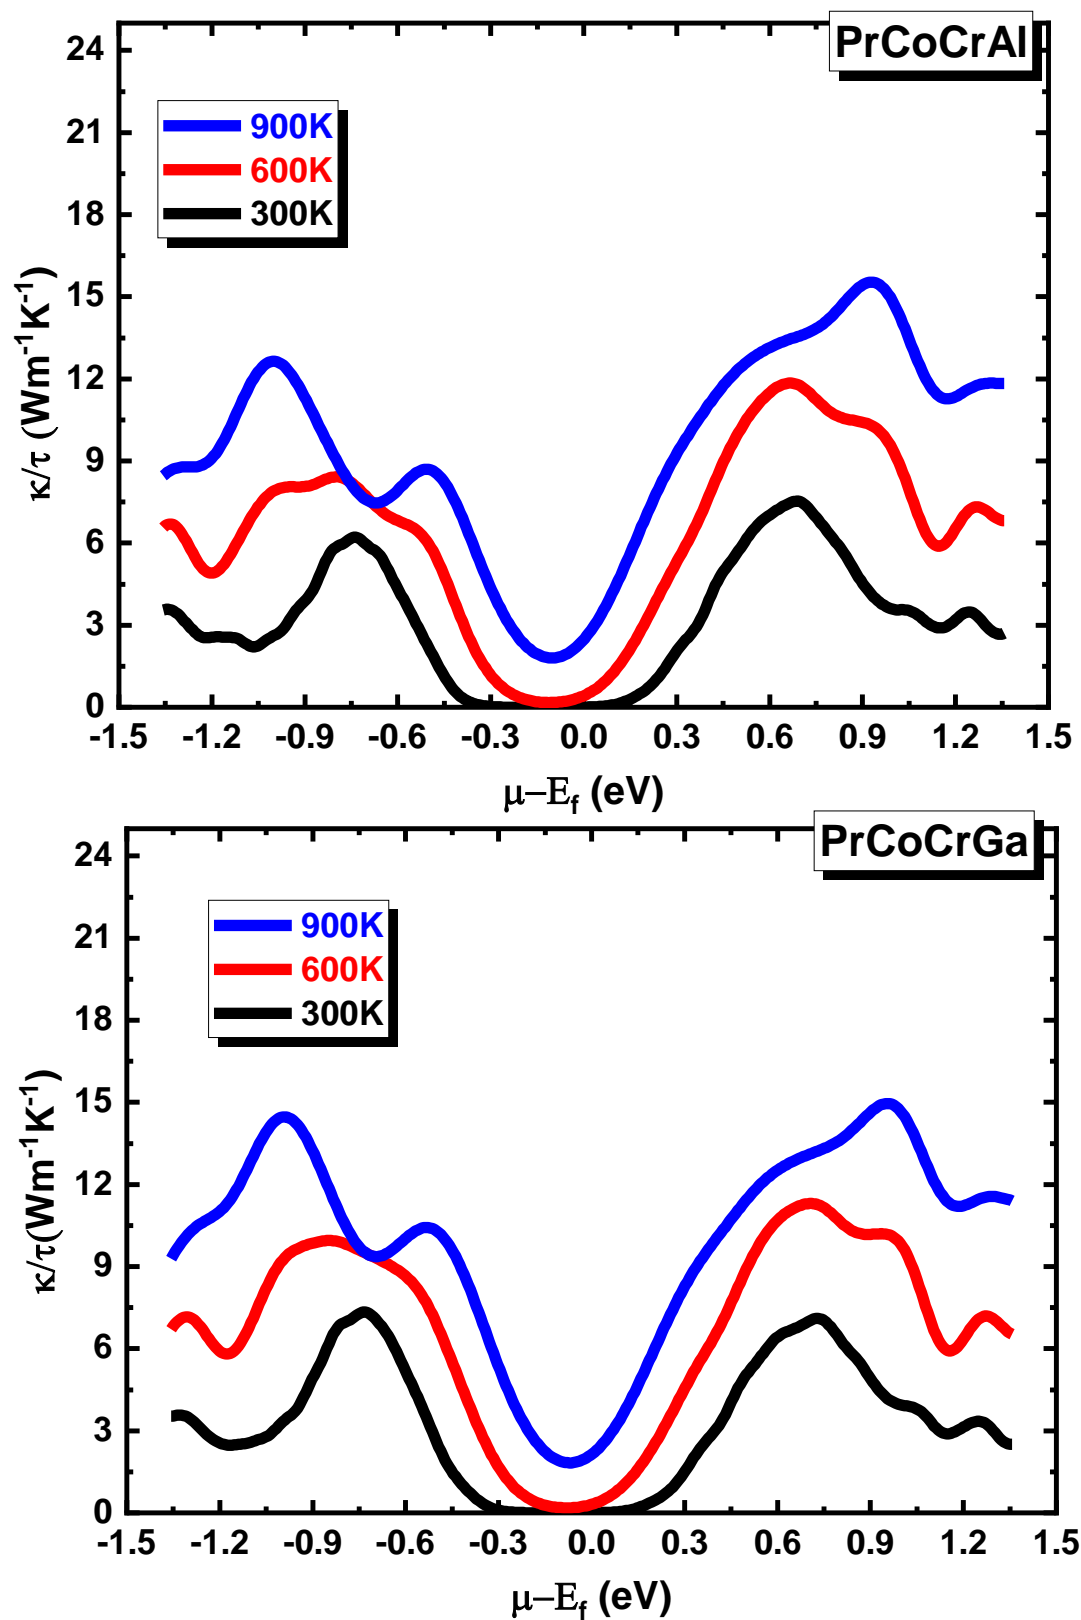 PrCoCrAl
24
21
18
15
12
9
6
3
0
900K
600K
300K
κ/τ (Wm⁻¹K⁻¹)
-1.5 -1.2 -0.9 -0.6 -0.3 0.0 0.3 0.6 0.9 1.2 1.5
μ−E_f (eV)
PrCoCrGa
24
21
18
15
12
9
6
3
0
900K
600K
300K
κ/τ(Wm⁻¹K⁻¹)
-1.5 -1.2 -0.9 -0.6 -0.3 0.0 0.3 0.6 0.9 1.2 1.5
μ−E_f (eV)